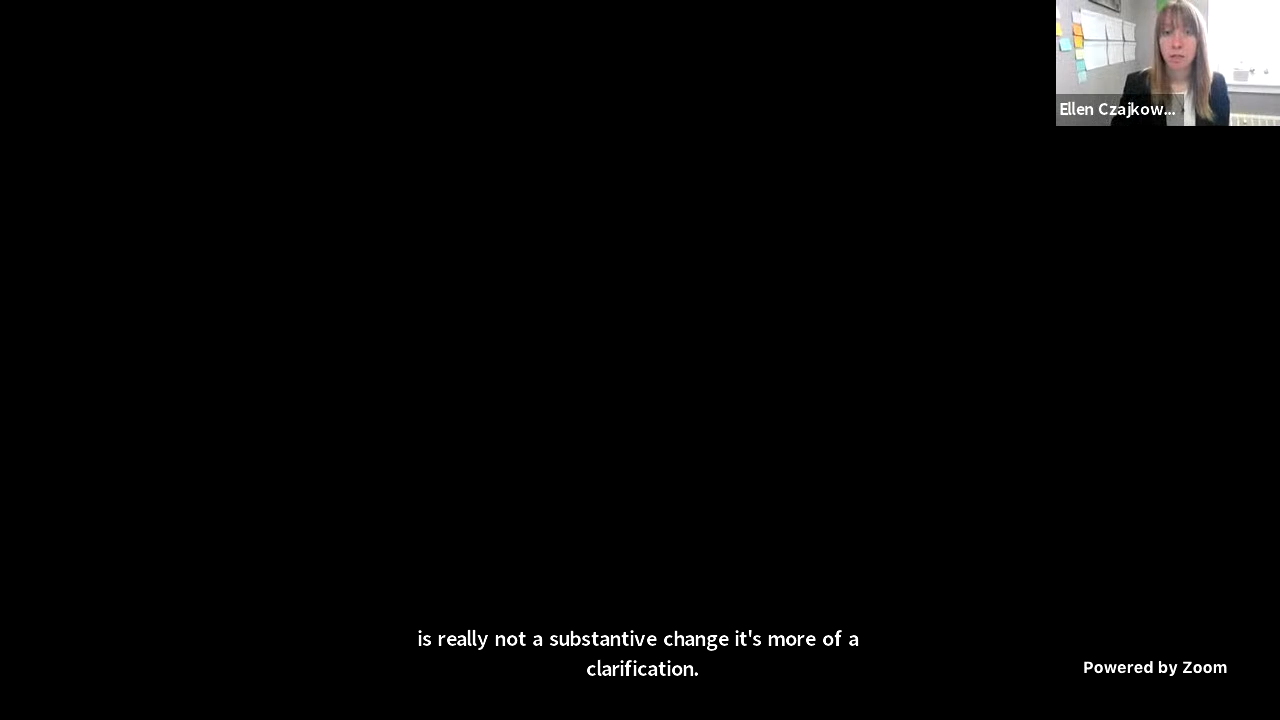 Ellen Czajkow...
is really not a substantive change it's more of a
clarification.
Powered by Zoom